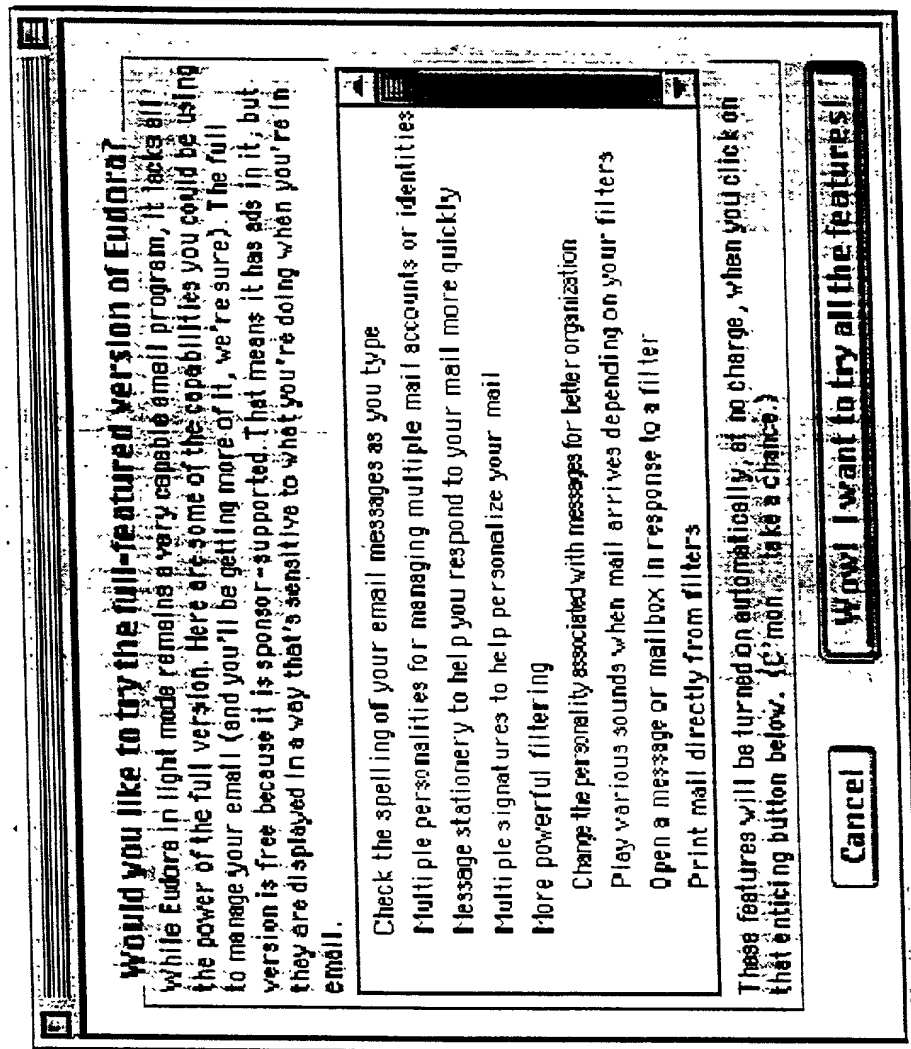 Would you like to try the full-featured version of Eudora?
While Eudora in light mode remains a very capable email program, it lacks all
the power of the full version. Here are some of the capabilities you could be using
to manage your email (and you'll be getting more of it, we're sure). The full
version is free because it is sponsor-supported. That means it has ads in it, but
they are displayed in a way that's sensitive to what you're doing when you're in
email.
Check the spelling of your email messages as you type
Multiple personalities for managing multiple mail accounts or identities
Message stationery to help you respond to your mail more quickly
Multiple signatures to help personalize your mail
More powerful filtering
Change the personality associated with messages for better organization
Play various sounds when mail arrives depending on your filters
Open a message or mailbox in response to a filter
Print mail directly from filters
These features will be turned on automatically, at no charge, when you click on
that enticing button below. (C'mon, take a chance.)
Cancel
Wow! I want to try all the features!